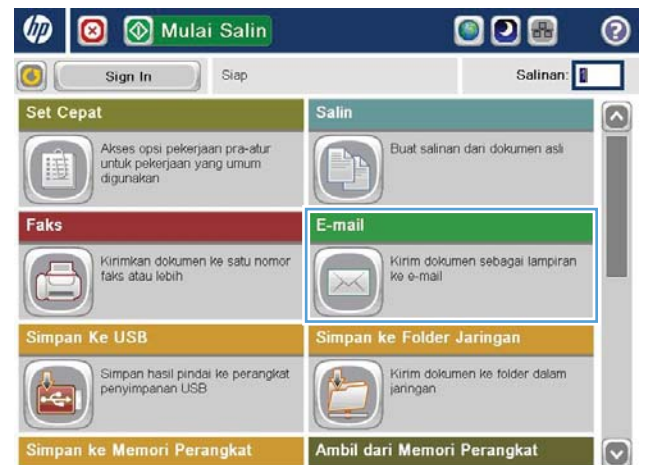 hp
Mulai Salin
?
Sign In
Siap
Salinan: 1
Set Cepat
Akses opsi pekerjaan pra-atur
untuk pekerjaan yang umum
digunakan
Salin
Buat salinan dari dokumen asli
Faks
Kirimkan dokumen ke satu nomor
faks atau lebih
E-mail
Kirim dokumen sebagai lampiran
ke e-mail
Simpan Ke USB
Simpan hasil pindai ke perangkat
penyimpanan USB
Simpan ke Folder Jaringan
Kirim dokumen ke folder dalam
jaringan
Simpan ke Memori Perangkat
Ambil dari Memori Perangkat